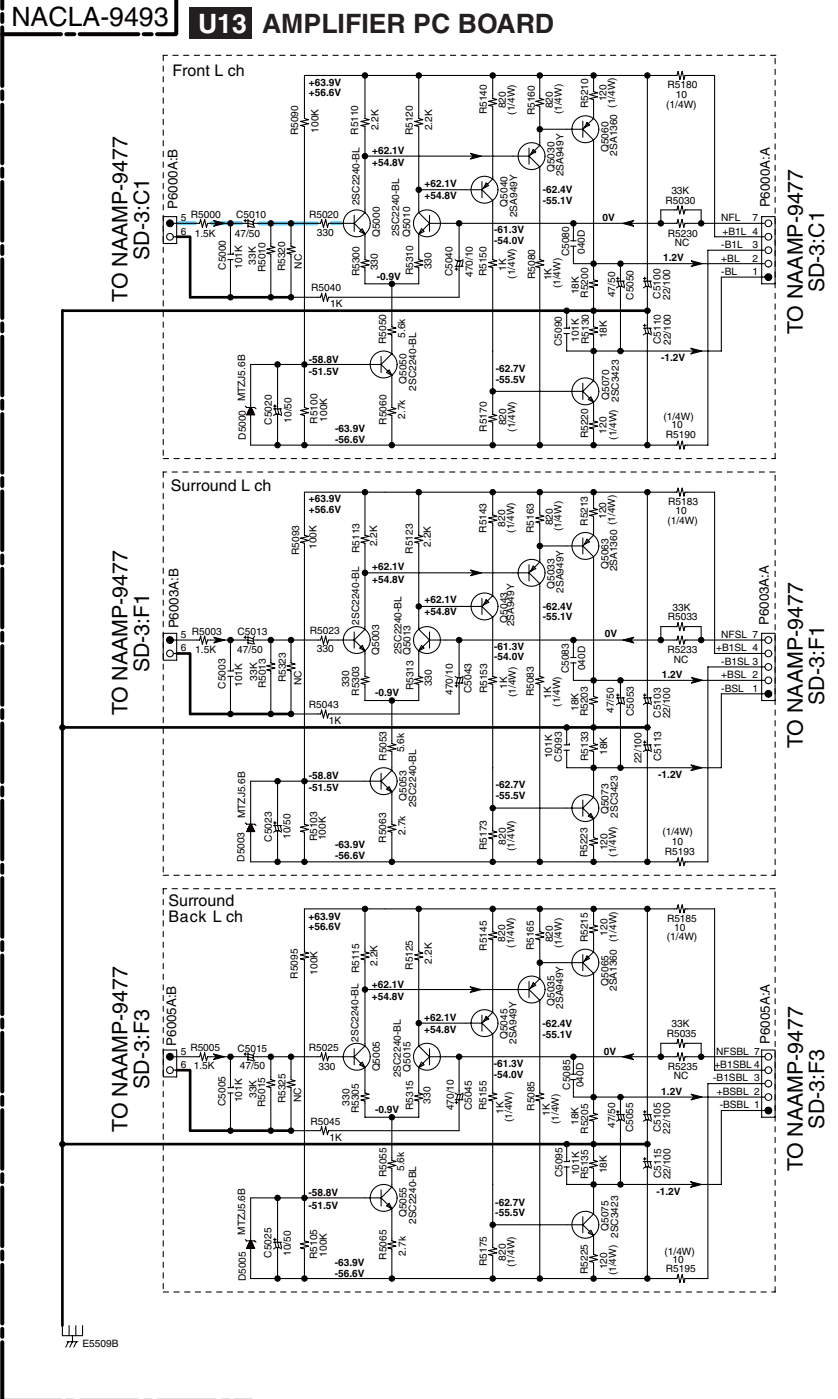 NACLA-9493
U13 AMPLIFIER PC BOARD
Front L ch
TO NAAMP-9477
SD-3:C1
P6000A:B
5
6
R5000
1.5K
C5010
47/50
C5000
101K
33K
R5010
R5320
NC
R5020
330
R5040
1K
R5090
100K
+63.9V
+56.6V
R5110
2.2K
R5120
2.2K
+62.1V
+54.8V
+62.1V
+54.8V
2SC2240-BL
Q5000
2SC2240-BL
Q5010
R5300
330
R5310
330
-0.9V
C5040
470/10
R5050
5.6k
Q5050
2SC2240-BL
R5060
2.7k
-58.8V
-51.5V
D5000
MTZJ5.6B
C5020
10/50
R5100
100K
-63.9V
-56.6V
R5140
820
(1/4W)
R5160
820
(1/4W)
R5210
120
(1/4W)
Q5030
2SA949Y
Q5040
2SA949Y
Q5060
2SA1360
-62.4V
-55.1V
-61.3V
-54.0V
R5150
1K
(1/4W)
R5080
1K
(1/4W)
C5080
040D
18K
R5200
47/50
C5050
C5100
22/100
C5090
101K
R5130
18K
C5110
22/100
-62.7V
-55.5V
Q5070
2SC3423
R5170
820
(1/4W)
R5220
120
(1/4W)
R5180
10
(1/4W)
33K
R5030
R5230
NC
0V
1.2V
-1.2V
(1/4W)
10
R5190
NFL 7
+B1L 4
-B1L 3
+BL 2
-BL 1
P6000A:A
TO NAAMP-9477
SD-3:C1
Surround L ch
TO NAAMP-9477
SD-3:F1
P6003A:B
5
6
R5003
1.5K
C5013
47/50
C5003
101K
33K
R5013
R5323
NC
R5023
330
R5043
1K
R5093
100K
+63.9V
+56.6V
R5113
2.2K
R5123
2.2K
+62.1V
+54.8V
+62.1V
+54.8V
2SC2240-BL
Q5003
2SC2240-BL
Q5013
330
R5303
R5313
330
-0.9V
470/10
C5043
R5053
5.6k
Q5053
2SC2240-BL
R5063
2.7k
-58.8V
-51.5V
D5003
MTZJ5.6B
C5023
10/50
R5103
100K
-63.9V
-56.6V
R5143
820
(1/4W)
R5163
820
(1/4W)
R5213
120
(1/4W)
Q5033
2SA949Y
Q5043
2SA949Y
Q5063
2SA1360
-62.4V
-55.1V
-61.3V
-54.0V
R5153
1K
(1/4W)
R5083
1K
(1/4W)
C5083
040D
18K
R5203
47/50
C5053
C5103
22/100
101K
C5093
R5133
18K
22/100
C5113
-62.7V
-55.5V
Q5073
2SC3423
R5173
820
(1/4W)
R5223
120
(1/4W)
R5183
10
(1/4W)
33K
R5033
R5233
NC
0V
1.2V
-1.2V
(1/4W)
10
R5193
NFSL 7
+B1SL 4
-B1SL 3
+BSL 2
-BSL 1
P6003A:A
TO NAAMP-9477
SD-3:F1
Surround
Back L ch
TO NAAMP-9477
SD-3:F3
P6005A:B
5
6
R5005
1.5K
C5015
47/50
C5005
101K
33K
R5015
R5325
NC
R5025
330
R5045
1K
R5095
100K
+63.9V
+56.6V
R5115
2.2K
R5125
2.2K
+62.1V
+54.8V
+62.1V
+54.8V
2SC2240-BL
Q5005
2SC2240-BL
Q5015
330
R5305
R5315
330
-0.9V
470/10
C5045
R5055
5.6k
Q5055
2SC2240-BL
R5065
2.7k
-58.8V
-51.5V
D5005
MTZJ5.6B
C5025
10/50
R5105
100K
-63.9V
-56.6V
R5145
820
(1/4W)
R5165
820
(1/4W)
R5215
120
(1/4W)
Q5035
2SA949Y
Q5045
2SA949Y
Q5065
2SA1360
-62.4V
-55.1V
-61.3V
-54.0V
R5155
1K
(1/4W)
R5085
1K
(1/4W)
C5085
040D
18K
R5205
47/50
C5055
C5105
22/100
C5095
101K
R5135
18K
C5115
22/100
-62.7V
-55.5V
Q5075
2SC3423
R5175
820
(1/4W)
R5225
120
(1/4W)
R5185
10
(1/4W)
33K
R5035
R5235
NC
0V
1.2V
-1.2V
(1/4W)
10
R5195
NFSBL 7
+B1SBL 4
-B1SBL 3
+BSBL 2
-BSBL 1
P6005A:A
TO NAAMP-9477
SD-3:F3
E5509B